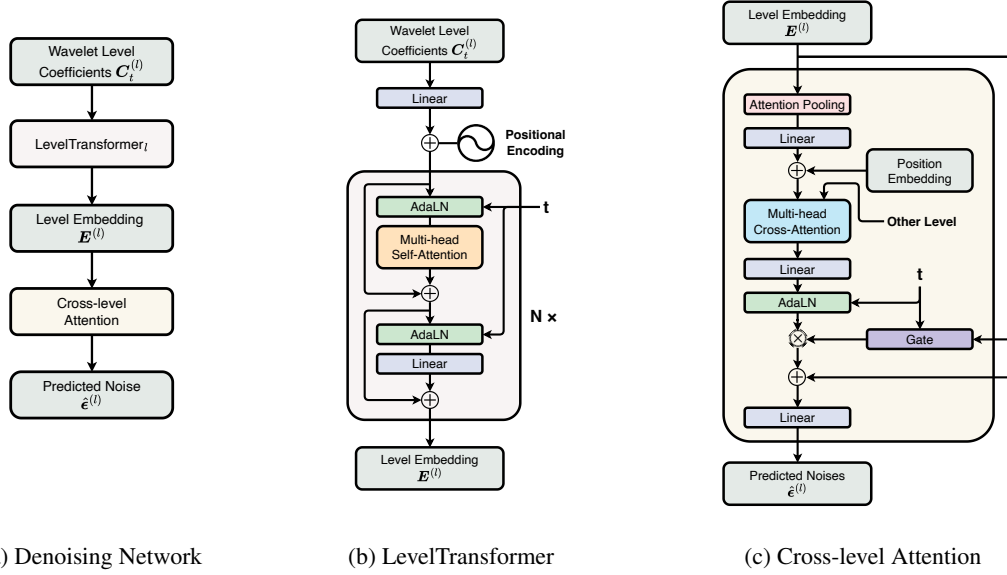 Wavelet Level
Coefficients C_t^{(l)}
LevelTransformer_l
Level Embedding
E^{(l)}
Cross-level
Attention
Predicted Noise
ϵ̂^{(l)}
) Denoising Network
Wavelet Level
Coefficients C_t^{(l)}
Linear
Positional
Encoding
AdaLN
t
Multi-head
Self-Attention
N ×
AdaLN
Linear
Level Embedding
E^{(l)}
(b) LevelTransformer
Level Embedding
E^{(l)}
Attention Pooling
Linear
Position
Embedding
Multi-head
Cross-Attention
Other Level
Linear
t
AdaLN
Gate
Linear
Predicted Noises
ϵ̂^{(l)}
(c) Cross-level Attention